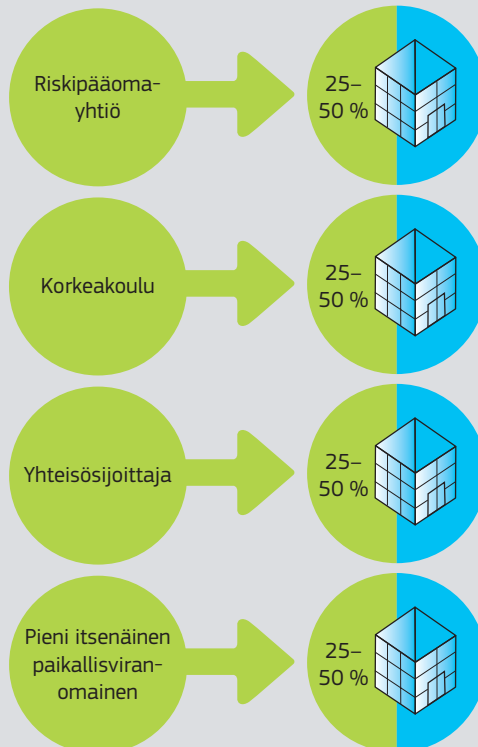 Riskipääoma-
yhtiö
25–
50 %
Korkeakoulu
25–
50 %
Yhteisösijoittaja
25–
50 %
Pieni itsenäinen
paikallisviran-
omainen
25–
50 %